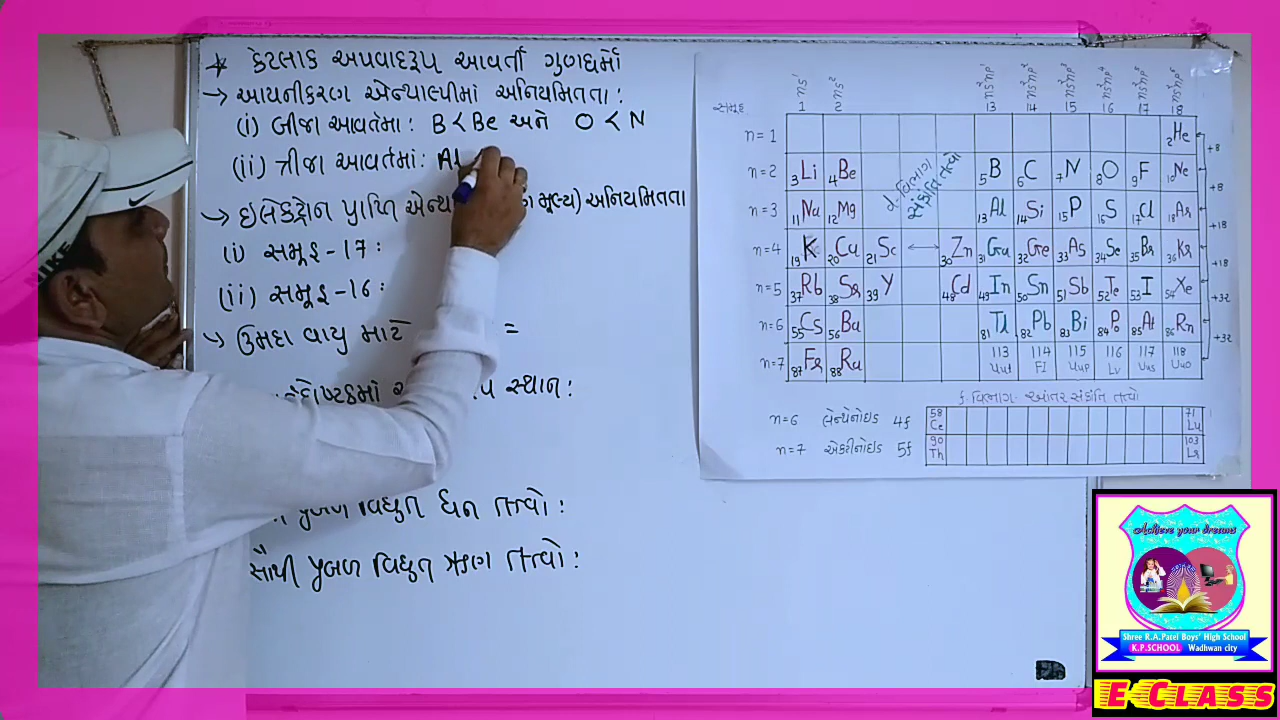 * કેટલાક અપવાદરૂપ આવર્તી ગુણધર્મો
→ આયનીકરણ એન્થાલ્પીમાં અનિયમિતતા:
(i) બીજા આવર્તમાં: B < Be અને O < N
(ii) ત્રીજા આવર્તમાં: Al
→ ઇલેક્ટ્રોન પ્રાપ્તિ મૂલ્ય) અનિયમિતતા
(i) સમૂહ-17:
(ii) સમૂહ-16:
→ ઉમદા વાયુ માટે =
સ્થાન:
પ્રબળ વિદ્યુત ધન તત્વો:
સૌથી પ્રબળ વિદ્યુત ઋણ તત્વો:
NIKE
ns¹ ns² ns²np¹ ns²np² ns²np³ ns²np⁴ ns²np⁵ ns²np⁶
સમૂહ 1 2 13 14 15 16 17 18
n=1 2He
+8
n=2 3Li 4Be 5B 6C 7N 8O 9F 10Ne
d-વિભાગ
સંક્રાંતિ તત્વો
+8
n=3 11Na 12Mg 13Al 14Si 15P 16S 17Cl 18Ar
+18
n=4 19K 20Ca 21Sc ↔ 30Zn 31Ga 32Ge 33As 34Se 35Br 36Kr
+18
n=5 37Rb 38Sr 39Y 48Cd 49In 50Sn 51Sb 52Te 53I 54Xe
+32
n=6 55Cs 56Ba 81Tl 82Pb 83Bi 84Po 85At 86Rn
+32
n=7 87Fr 88Ra 113 Uut 114 Fl 115 Uup 116 Lv 117 Uus 118 Uuo
f-વિભાગ - આંતર સંક્રાંતિ તત્વો
n=6 લેન્થેનોઇડ 4f 58 Ce 71 Lu
n=7 એક્ટીનોઇડ 5f 90 Th 103 Lr
Achieve your dreams
Shree R.A.Patel Boys' High School
K.P.SCHOOL Wadhwan city
E CLASS